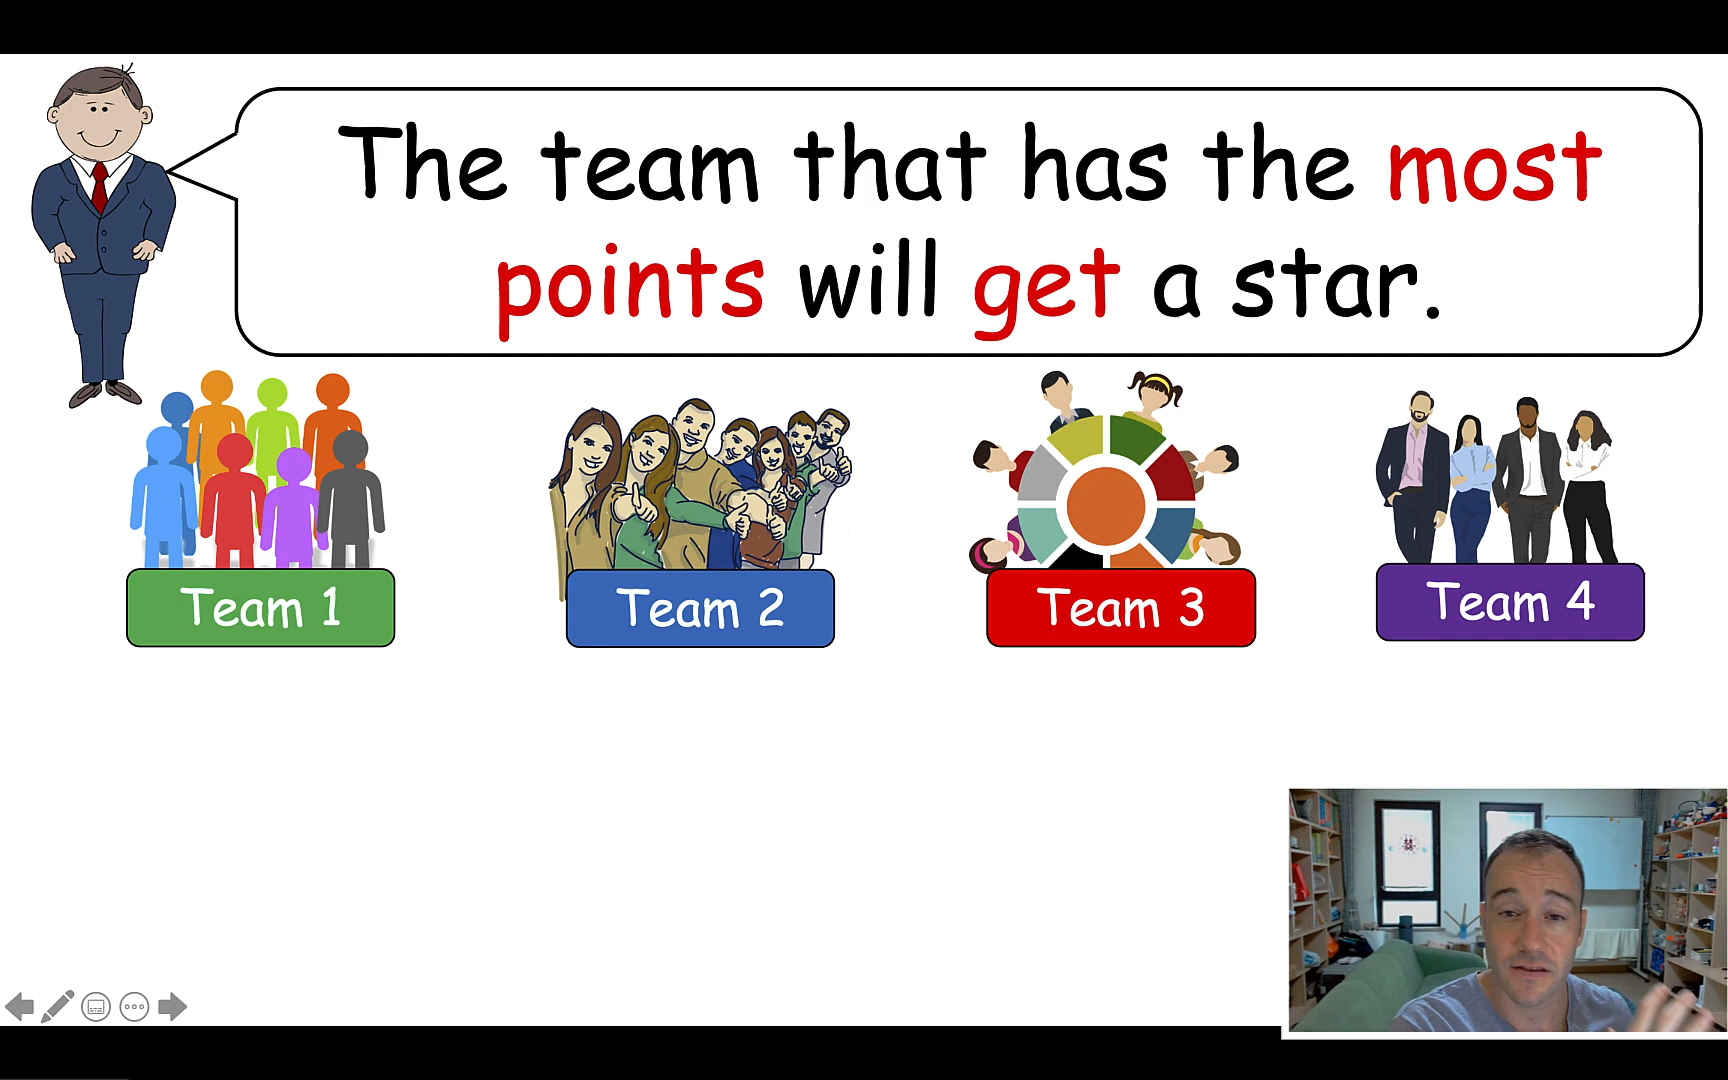 The team that has the most
points will get a star.
Team 1
Team 2
Team 3
Team 4